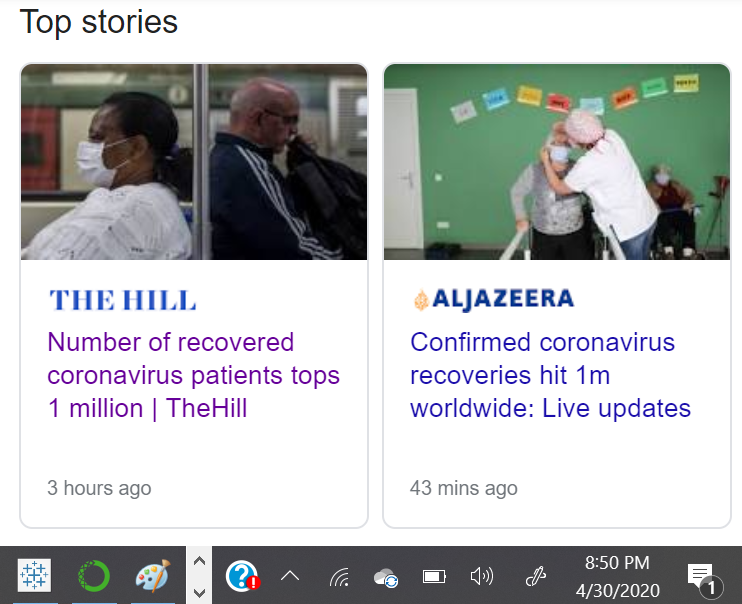 Top stories
THE HILL
Number of recovered
coronavirus patients tops
1 million | TheHill
3 hours ago
ALJAZEERA
Confirmed coronavirus
recoveries hit 1m
worldwide: Live updates
43 mins ago
8:50 PM
4/30/2020
1